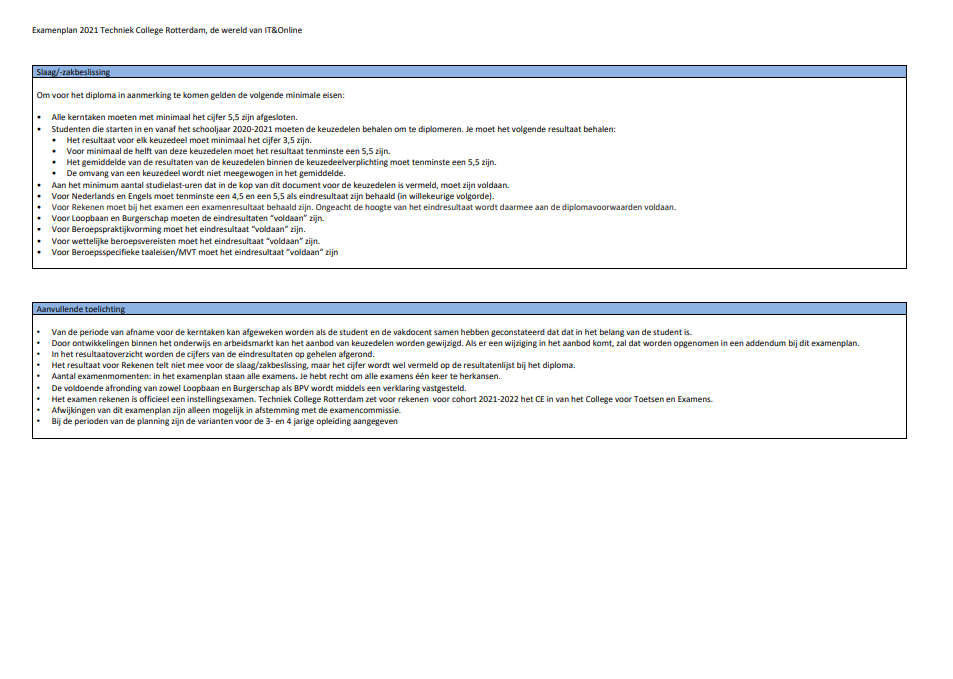 Examenplan 2021 Techniek College Rotterdam, de wereld van IT&Online
Slaag/-zakbeslissing
Om voor het diploma in aanmerking te komen gelden de volgende minimale eisen:
• Alle kerntaken moeten met minimaal het cijfer 5,5 zijn afgesloten.
• Studenten die starten in en vanaf het schooljaar 2020-2021 moeten de keuzedelen behalen om te diplomeren. Je moet het volgende resultaat behalen:
• Het resultaat voor elk keuzedeel moet minimaal het cijfer 3,5 zijn.
• Voor minimaal de helft van deze keuzedelen moet het resultaat tenminste een 5,5 zijn.
• Het gemiddelde van de resultaten van de keuzedelen binnen de keuzedeelverplichting moet tenminste een 5,5 zijn.
• De omvang van een keuzedeel wordt niet meegewogen in het gemiddelde.
• Aan het minimum aantal studielast-uren dat in de kop van dit document voor de keuzedelen is vermeld, moet zijn voldaan.
• Voor Nederlands en Engels moet tenminste een 4,5 en een 5,5 als eindresultaat zijn behaald (in willekeurige volgorde).
• Voor Rekenen moet bij het examen een examenresultaat behaald zijn. Ongeacht de hoogte van het eindresultaat wordt daarmee aan de diplomavoorwaarden voldaan.
• Voor Loopbaan en Burgerschap moeten de eindresultaten “voldaan” zijn.
• Voor Beroepspraktijkvorming moet het eindresultaat “voldaan” zijn.
• Voor wettelijke beroepsvereisten moet het eindresultaat “voldaan” zijn.
• Voor Beroepsspecifieke taaleisen/MVT moet het eindresultaat “voldaan” zijn
Aanvullende toelichting
• Van de periode van afname voor de kerntaken kan afgeweken worden als de student en de vakdocent samen hebben geconstateerd dat dat in het belang van de student is.
• Door ontwikkelingen binnen het onderwijs en arbeidsmarkt kan het aanbod van keuzedelen worden gewijzigd. Als er een wijziging in het aanbod komt, zal dat worden opgenomen in een addendum bij dit examenplan.
• In het resultaatoverzicht worden de cijfers van de eindresultaten op gehelen afgerond.
• Het resultaat voor Rekenen telt niet mee voor de slaag/zakbeslissing, maar het cijfer wordt wel vermeld op de resultatenlijst bij het diploma.
• Aantal examenmomenten: in het examenplan staan alle examens. Je hebt recht om alle examens één keer te herkansen.
• De voldoende afronding van zowel Loopbaan en Burgerschap als BPV wordt middels een verklaring vastgesteld.
• Het examen rekenen is officieel een instellingsexamen. Techniek College Rotterdam zet voor rekenen voor cohort 2021-2022 het CE in van het College voor Toetsen en Examens.
• Afwijkingen van dit examenplan zijn alleen mogelijk in afstemming met de examencommissie.
• Bij de perioden van de planning zijn de varianten voor de 3- en 4 jarige opleiding aangegeven